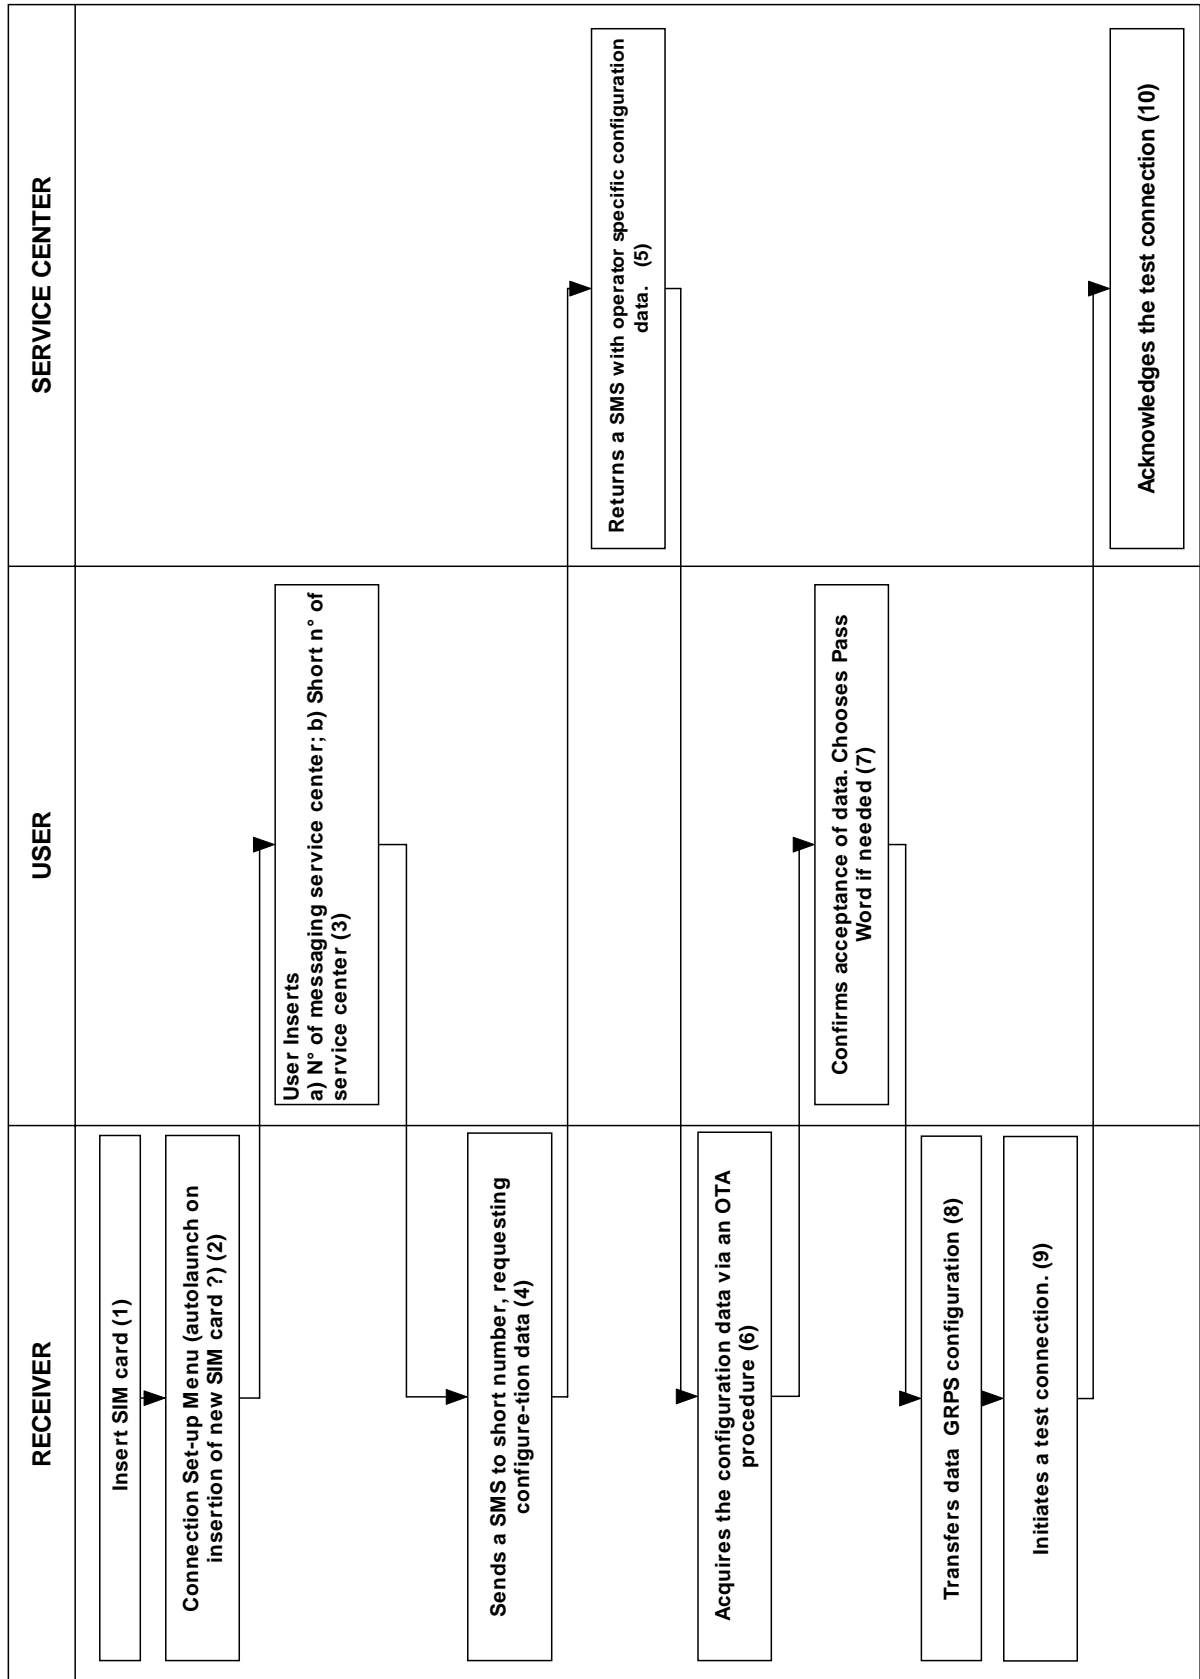 RECEIVER
USER
SERVICE CENTER
Insert SIM card (1)
Connection Set-up Menu (autolaunch on
insertion of new SIM card ?) (2)
User Inserts
a) N° of messaging service center; b) Short n° of
service center (3)
Sends a SMS to short number, requesting
configure-tion data (4)
Returns a SMS with operator specific configuration
data. (5)
Acquires the configuration data via an OTA
procedure (6)
Confirms acceptance of data. Chooses Pass
Word if needed (7)
Transfers data GRPS configuration (8)
Initiates a test connection. (9)
Acknowledges the test connection (10)